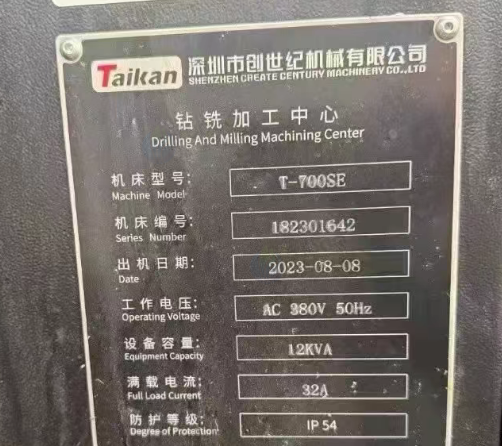 Taikan 深圳市创世纪机械有限公司
SHENZHEN CREATE CENTURY MACHINERY CO.,LTD
钻铣加工中心
Drilling And Milling Machining Center
机床型号: T-700SE
Machine Model
机床编号: 182301642
Series Number
出机日期: 2023-08-08
Date
工作电压: AC 380V 50Hz
Operating Voltage
设备容量: 12KVA
Equipment Capacity
满载电流: 32A
Full Load Current
防护等级: IP 54
Degree of Protection